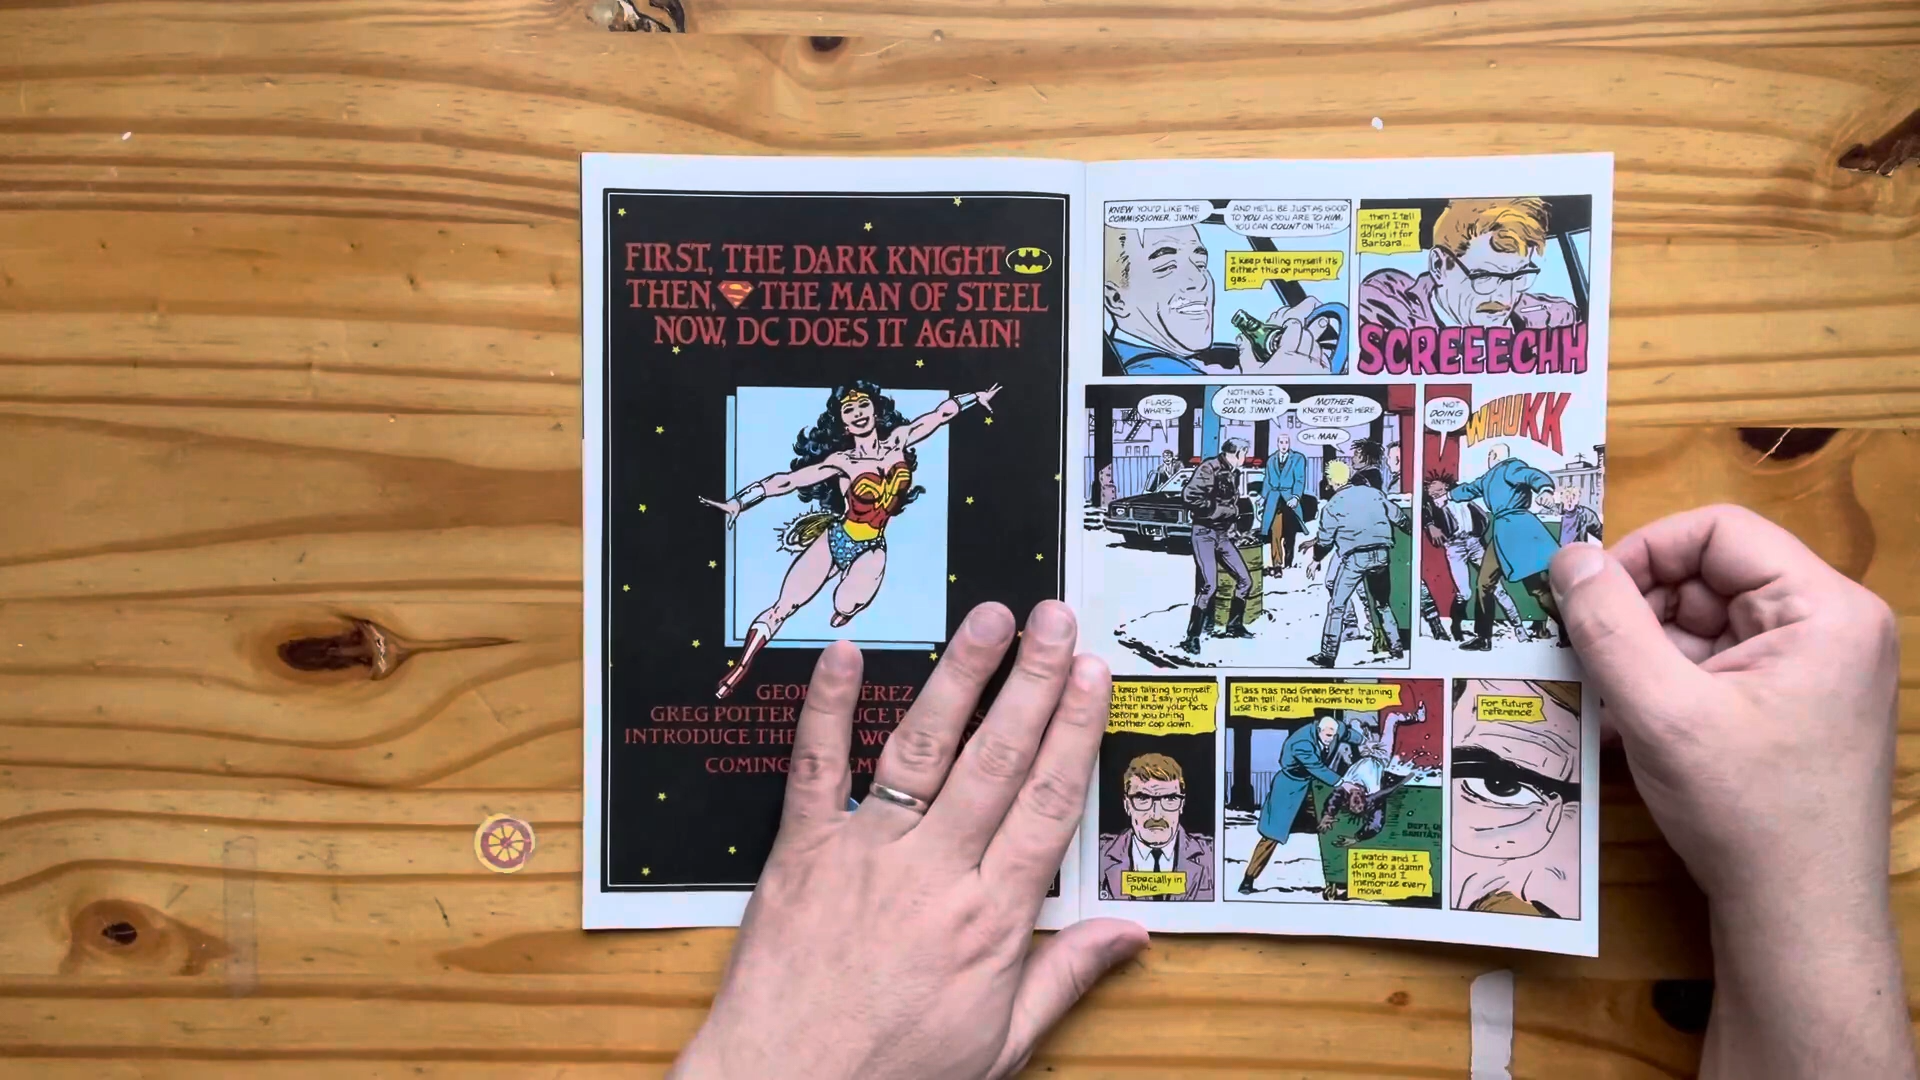 FIRST, THE DARK KNIGHT
THEN, THE MAN OF STEEL
NOW, DC DOES IT AGAIN!
GREG POTTER
INTRODUCE THE
COMING
KNEW YOU'D LIKE THE
COMMISSIONER, JIMMY
AND HE'LL BE JUST AS GOOD
TO YOU AS YOU ARE TO HIM.
YOU CAN COUNT ON THAT...
I keep telling myself it's
either this or pumping
gas...
...then I tell
myself I'm
doing it for
Barbara...
SCREEECHH
FLASS--
WHAT'S--
NOTHING I
CAN'T HANDLE
SOLO, JIMMY.
MOTHER
KNOW YOU'RE HERE
STEVIE?
OH, MAN
NOT
DOING
ANYTH
WHUKK
I keep talking to myself.
This time I say you'd
better know your facts
before you bring
another cop down.
Especially in
public.
Flass has had Green Beret training
I can tell. And he knows how to
use his size.
DEPT. O
SANITATI
I watch and I
don't do a damn
thing and I
memorize every
move.
For future
reference.